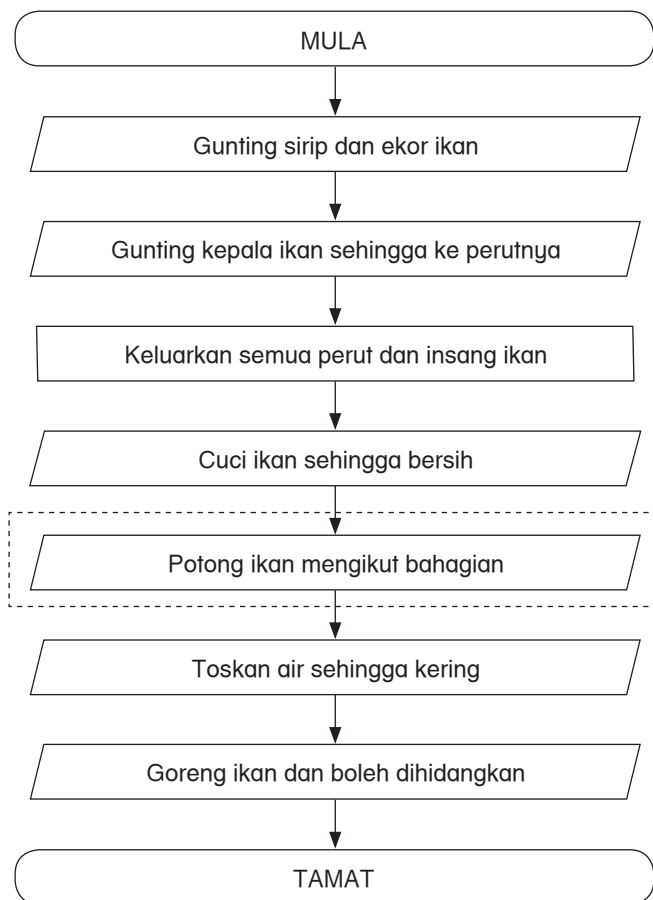 MULA
Gunting sirip dan ekor ikan
Gunting kepala ikan sehingga ke perutnya
Keluarkan semua perut dan insang ikan
Cuci ikan sehingga bersih
Potong ikan mengikut bahagian
Toskan air sehingga kering
Goreng ikan dan boleh dihidangkan
TAMAT